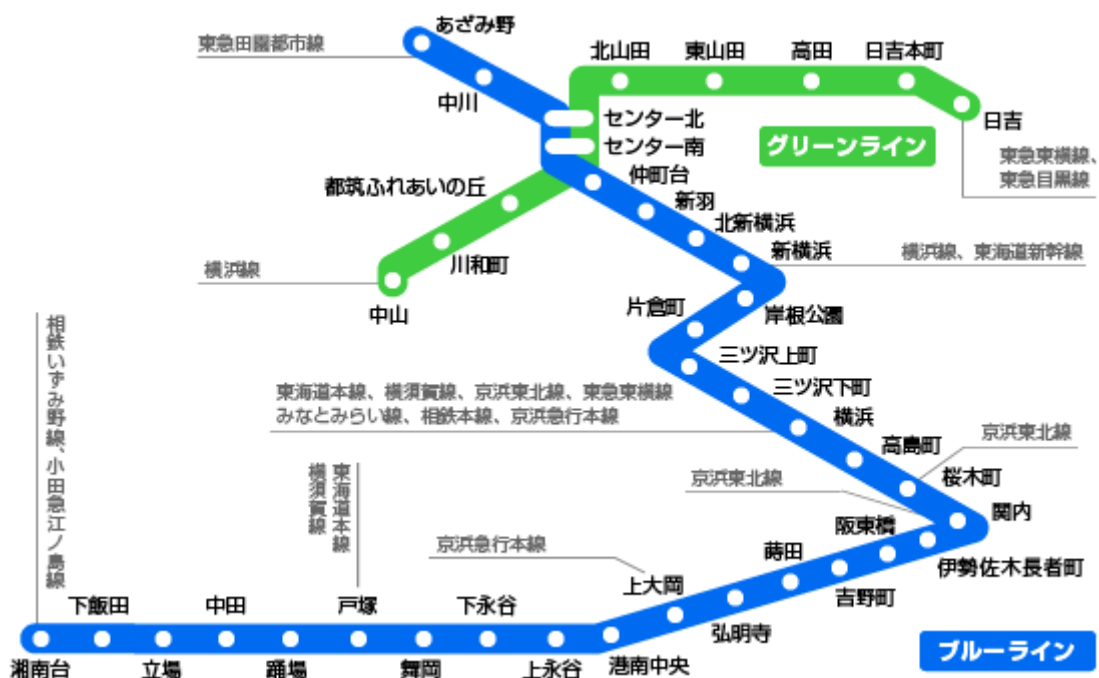 あざみ野
東急田園都市線
中川
北山田
東山田
高田
日吉本町
日吉
センター北
センター南
グリーンライン
東急東横線、
東急目黒線
都筑ふれあいの丘
仲町台
新羽
北新横浜
新横浜
横浜線、東海道新幹線
川和町
横浜線
中山
片倉町
岸根公園
三ツ沢上町
三ツ沢下町
東海道本線、横須賀線、京浜東北線、東急東横線
みなとみらい線、相鉄本線、京浜急行本線
横浜
高島町
京浜東北線
桜木町
京浜東北線
関内
阪東橋
伊勢佐木長者町
相鉄いずみ野線、小田急江ノ島線
東海道本線
横須賀線
京浜急行本線
蒔田
吉野町
上大岡
弘明寺
下飯田
中田
戸塚
下永谷
港南中央
湘南台
立場
踊場
舞岡
上永谷
ブルーライン